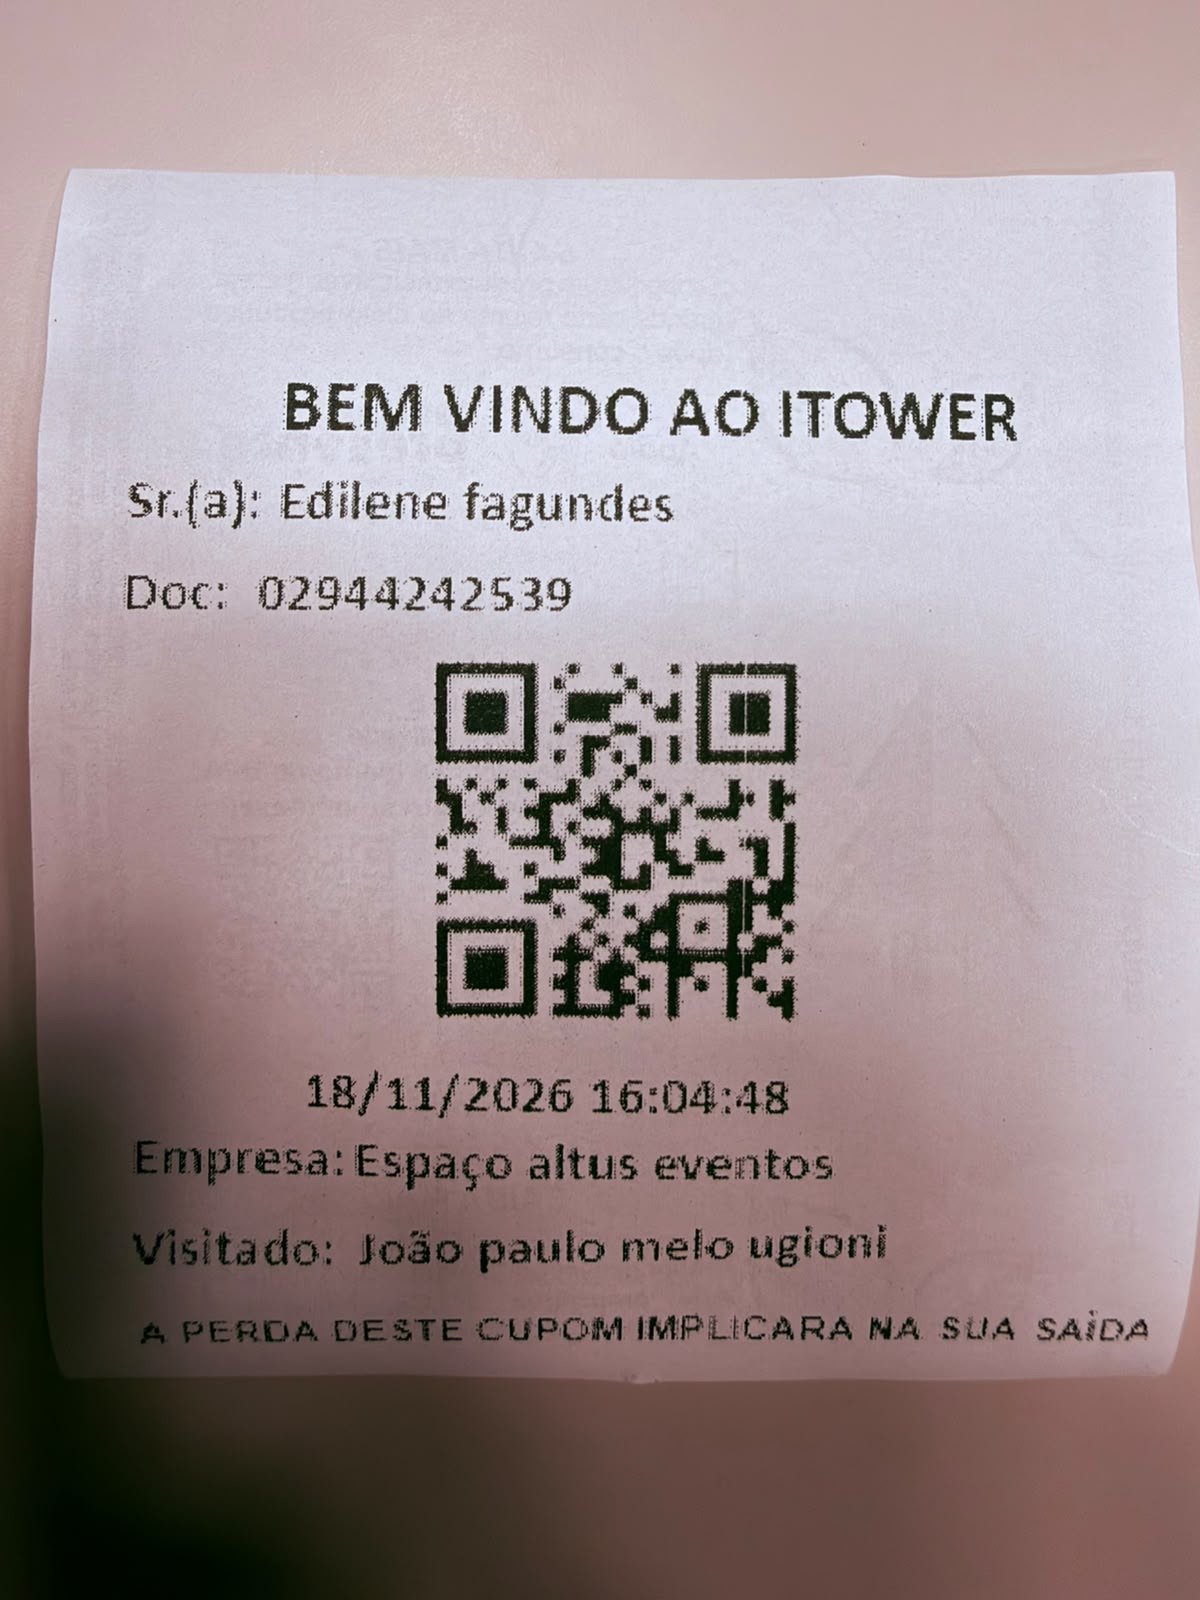 BEM VINDO AO ITOWER
Sr.(a): Edilene fagundes
Doc: 02944242539
18/11/2026 16:04:48
Empresa: Espaço altus eventos
Visitado: João paulo melo ugioni
A PERDA DESTE CUPOM IMPLICARA NA SUA SAÍDA